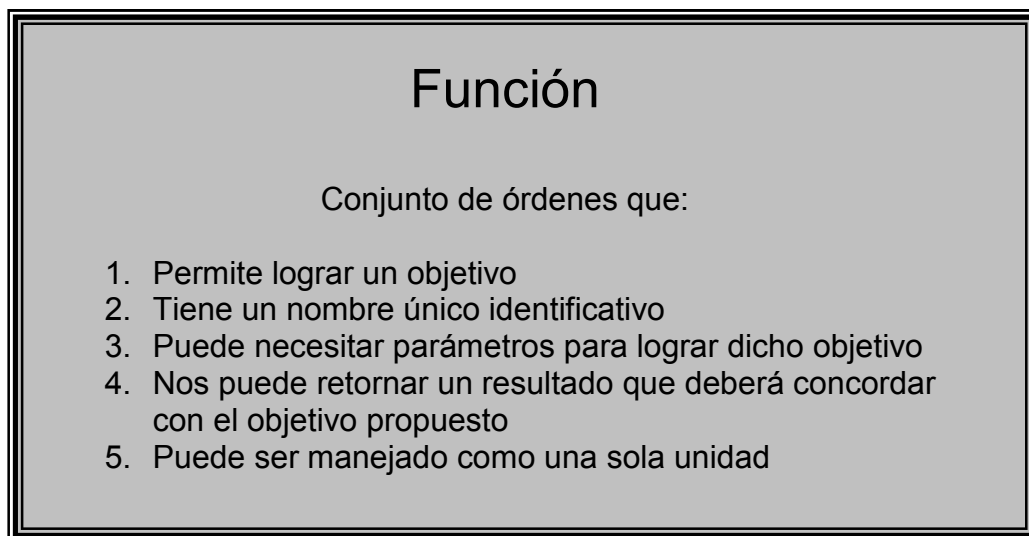 Función
Conjunto de órdenes que:
1. Permite lograr un objetivo
2. Tiene un nombre único identificativo
3. Puede necesitar parámetros para lograr dicho objetivo
4. Nos puede retornar un resultado que deberá concordar
con el objetivo propuesto
5. Puede ser manejado como una sola unidad